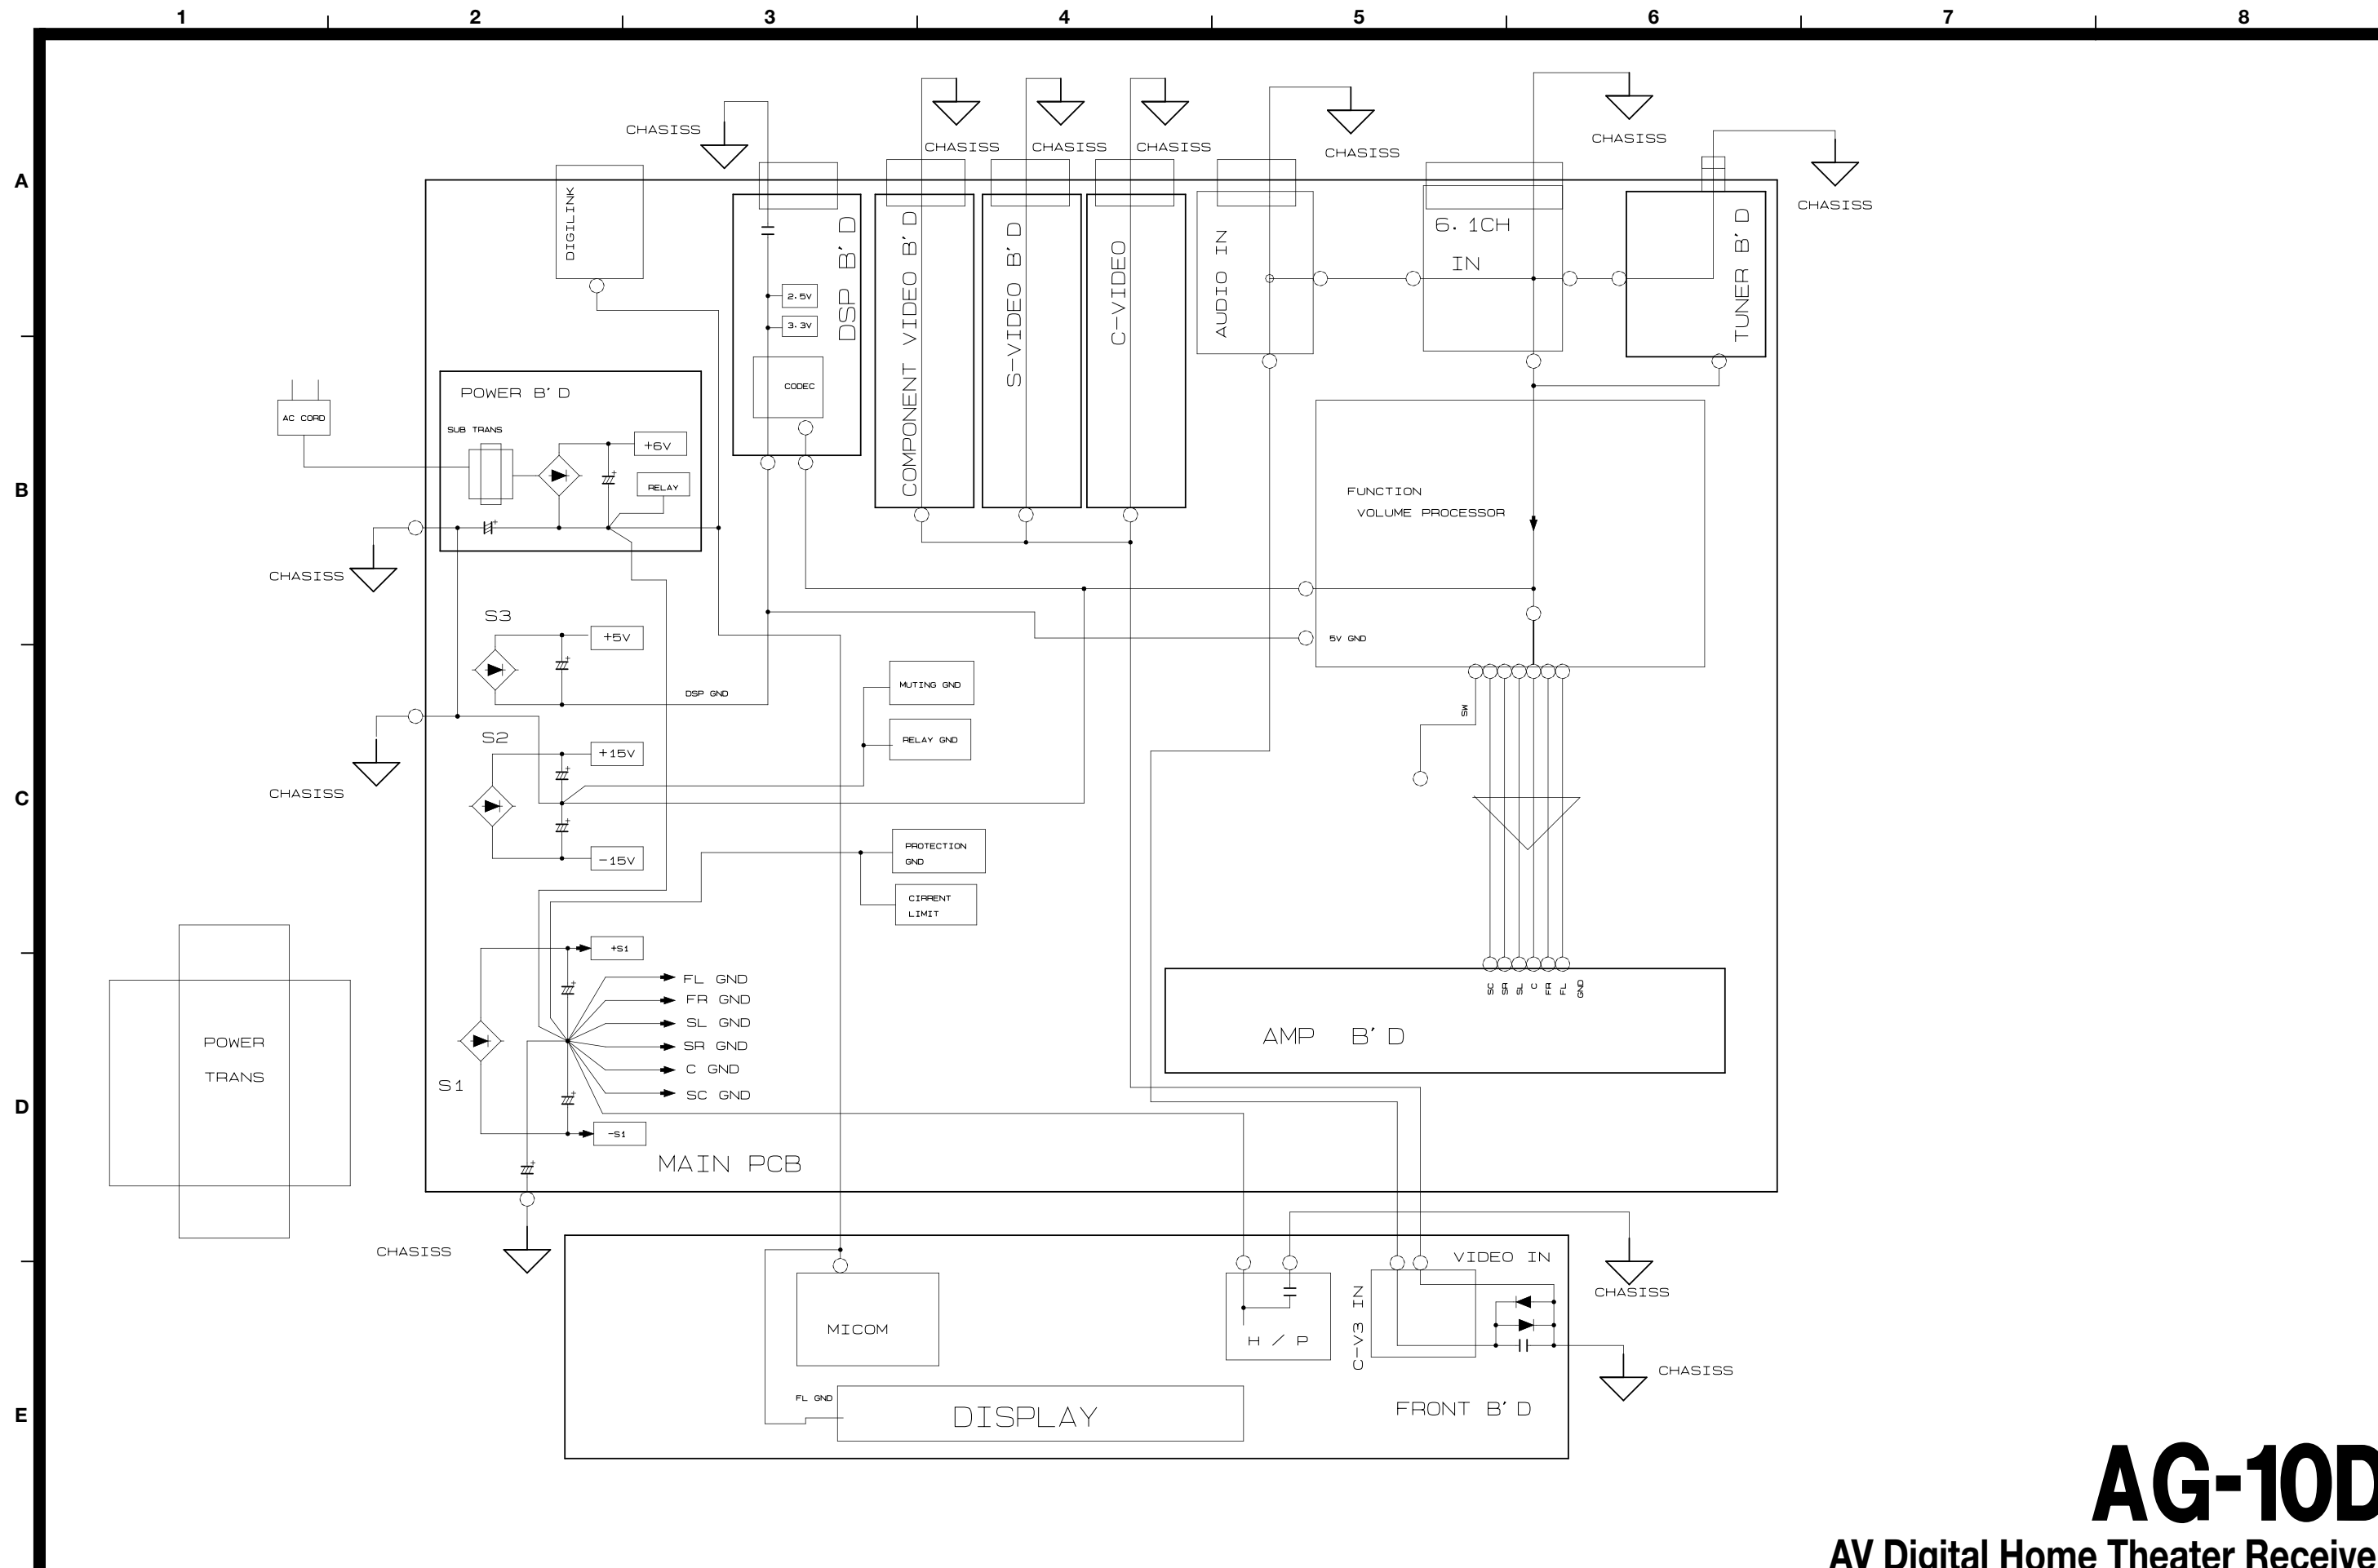 1 2 3 4 5 6 7 8
A
B
C
D
E
CHASISS
CHASISS
CHASISS
CHASISS
CHASISS
CHASISS
CHASISS
DIGILINK
DSP B'D
2.5V
3.3V
CODEC
COMPONENT VIDEO B'D
S-VIDEO B'D
C-VIDEO
AUDIO IN
6.1CH
IN
TUNER B'D
AC CORD
POWER B'D
SUB TRANS
+6V
RELAY
CHASISS
FUNCTION
VOLUME PROCESSOR
5V GND
S3
+5V
DSP GND
MUTING GND
RELAY GND
SW
S2
+15V
-15V
CHASISS
PROTECTION
GND
CIRRENT
LIMIT
+S1
FL GND
FR GND
SL GND
SR GND
C GND
SC GND
S1
-S1
POWER
TRANS
SC SR SL C FR FL GND
AMP B'D
MAIN PCB
CHASISS
MICOM
FL GND
DISPLAY
H / P
C-V3 IN
VIDEO IN
CHASISS
CHASISS
FRONT B'D
AG-10D
AV Digital Home Theater Receiver